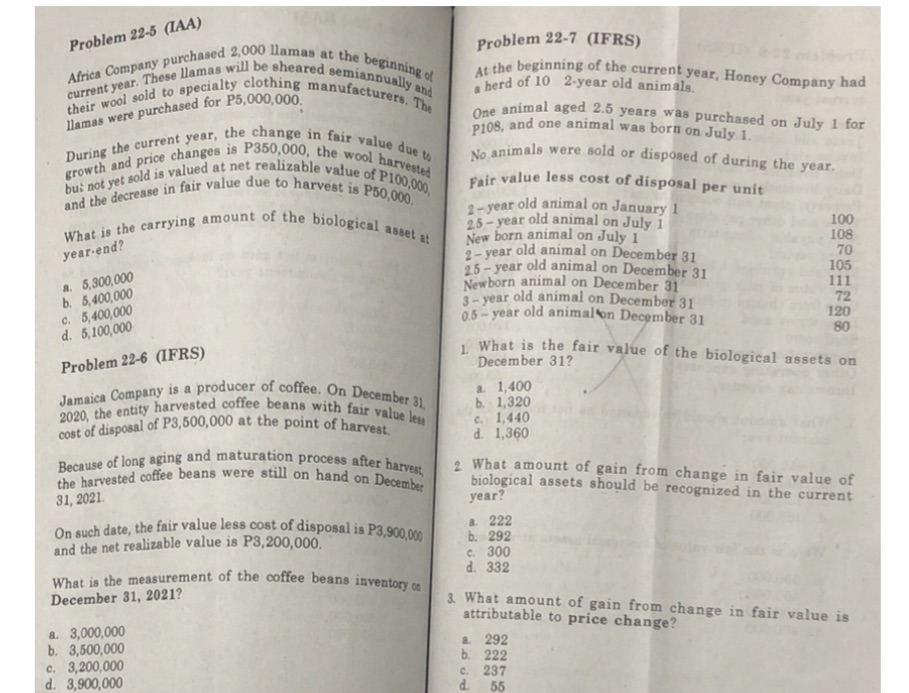 Problem 22-5 (IAA)
Africa Company purchased 2,000 llamas at the beginning of
current year. These llamas will be sheared semiannually and
their wool sold to specialty clothing manufacturers. The
llamas were purchased for P5,000,000.
During the current year, the change in fair value due to
growth and price changes is P350,000, the wool harvested
but not yet sold is valued at net realizable value of P100,000,
and the decrease in fair value due to harvest is P50,000.
What is the carrying amount of the biological asset at
year-end?
a. 5,300,000
b. 5,400,000
c. 5,400,000
d. 5,100,000
Problem 22-6 (IFRS)
Jamaica Company is a producer of coffee. On December 31,
2020, the entity harvested coffee beans with fair value less
cost of disposal of P3,500,000 at the point of harvest.
Because of long aging and maturation process after harvest,
the harvested coffee beans were still on hand on December
31, 2021.
On such date, the fair value less cost of disposal is P3,900,000
and the net realizable value is P3,200,000.
What is the measurement of the coffee beans inventory on
December 31, 2021?
a. 3,000,000
b. 3,500,000
c. 3,200,000
d. 3,900,000
Problem 22-7 (IFRS)
At the beginning of the current year, Honey Company had
a herd of 10 2-year old animals.
One animal aged 2.5 years was purchased on July 1 for
P108, and one animal was born on July 1.
No animals were sold or disposed of during the year.
Fair value less cost of disposal per unit
2 – year old animal on January 1 100
2.5 – year old animal on July 1 108
New born animal on July 1 70
2 – year old animal on December 31 105
2.5 – year old animal on December 31 111
Newborn animal on December 31 72
3 – year old animal on December 31 120
0.5 – year old animal on December 31 80
1. What is the fair value of the biological assets on
December 31?
a. 1,400
b. 1,320
c. 1,440
d. 1,360
2. What amount of gain from change in fair value of
biological assets should be recognized in the current
year?
a. 222
b. 292
c. 300
d. 332
3. What amount of gain from change in fair value is
attributable to price change?
a. 292
b. 222
c. 237
d. 55